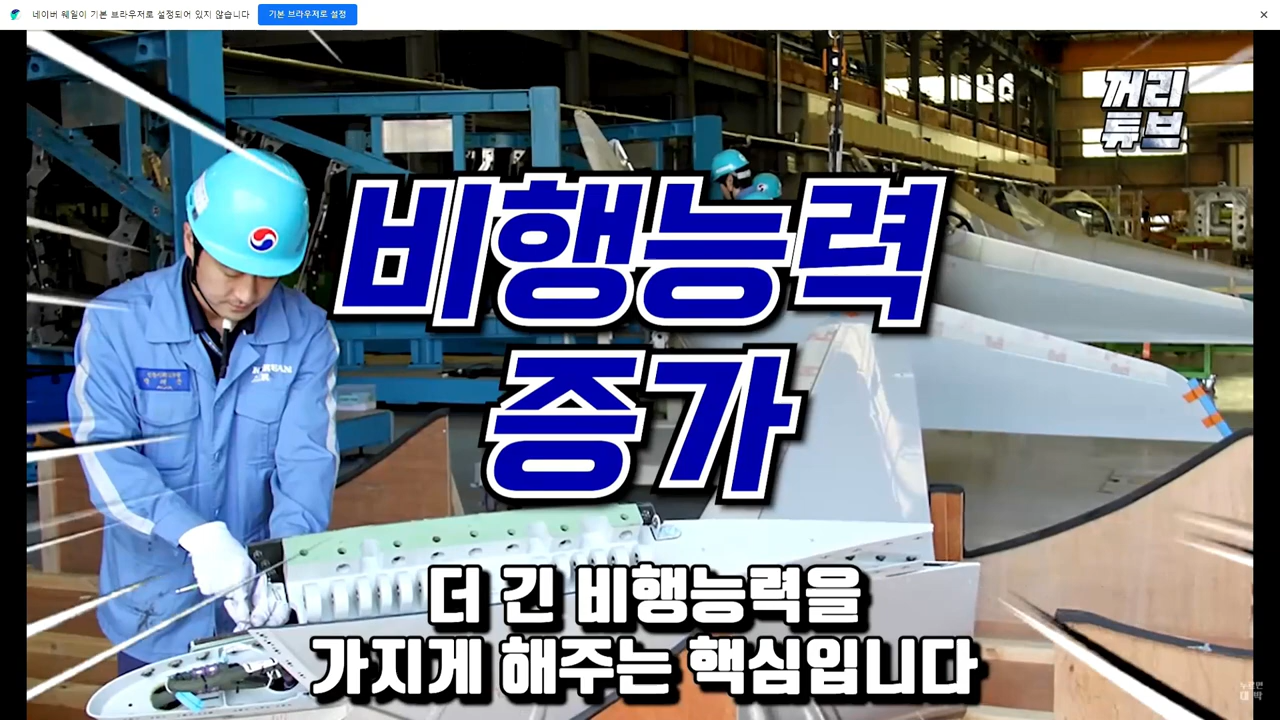 네이버 웨일이 기본 브라우저로 설정되어 있지 않습니다
기본 브라우저로 설정
꺼리
튜브
비행능력
증가
더 긴 비행능력을
가지게 해주는 핵심입니다